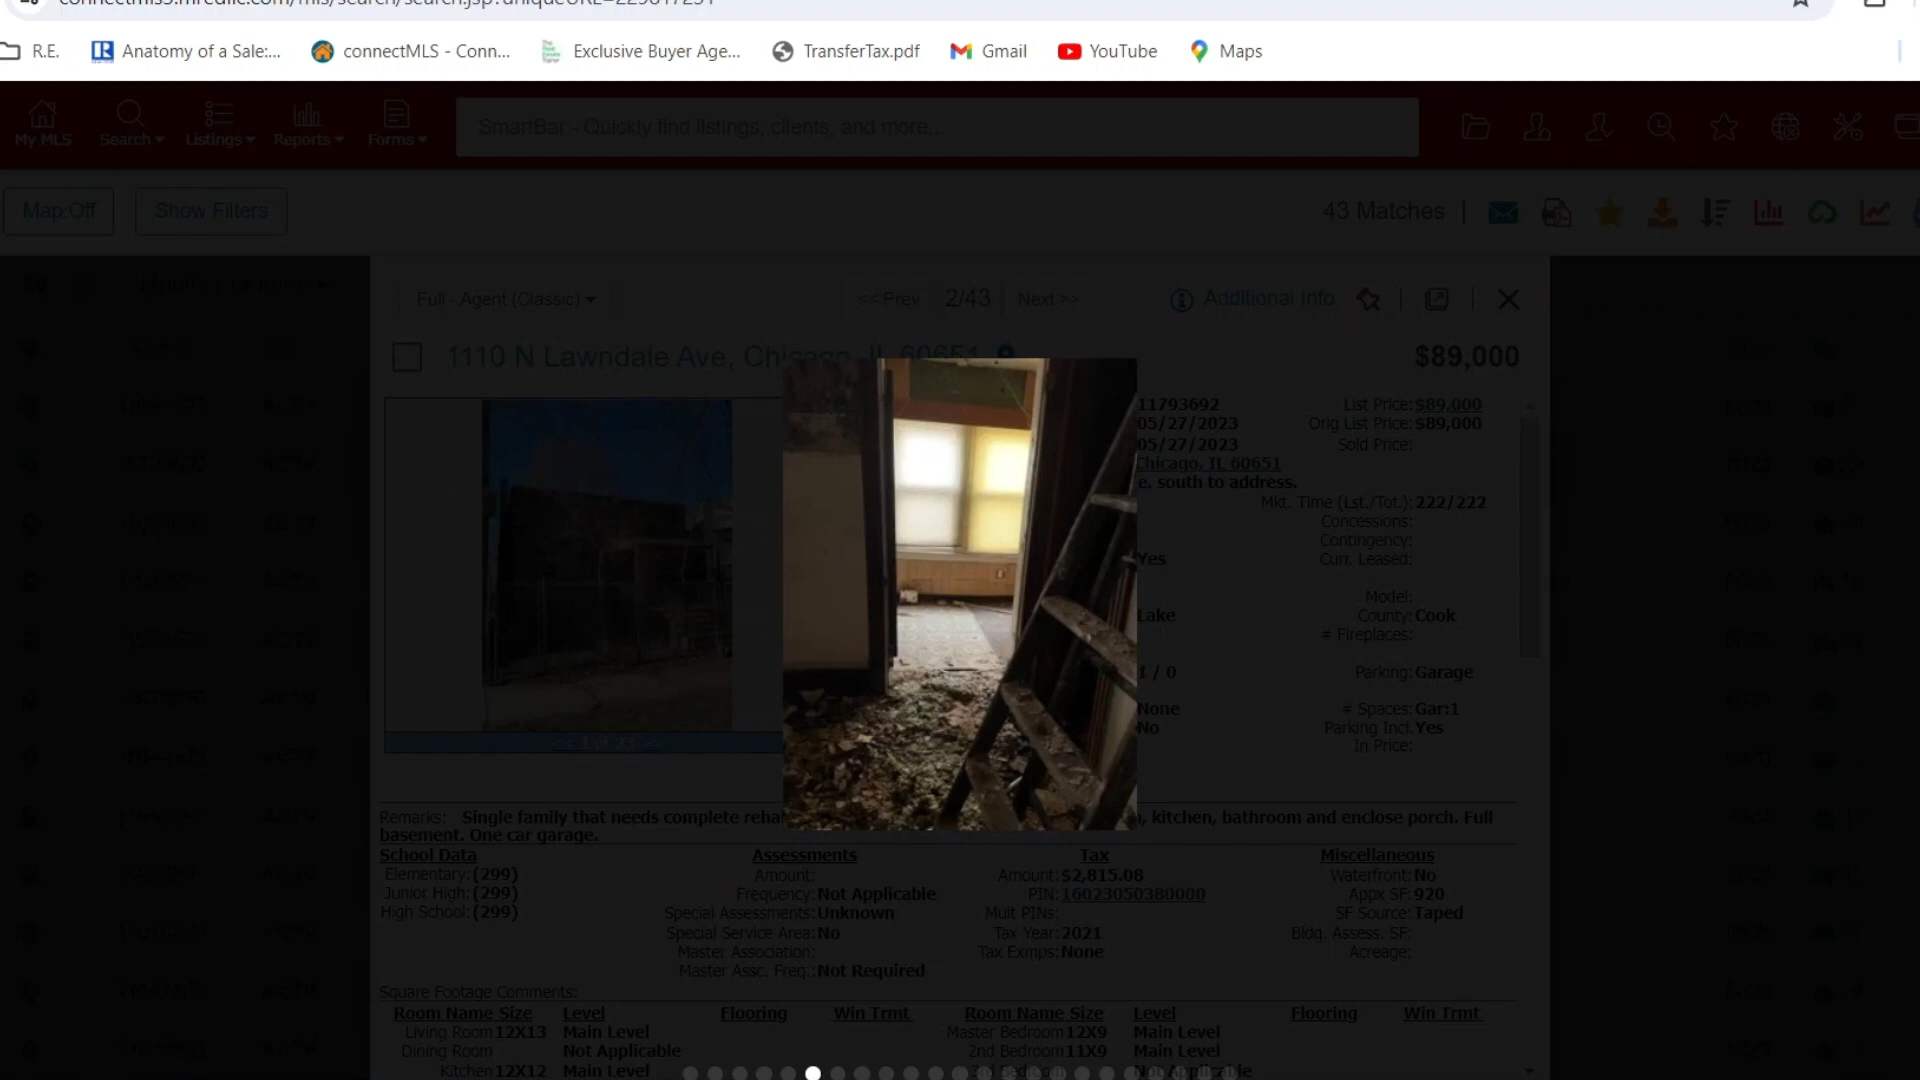 R.E.
Anatomy of a Sale:...
connectMLS - Conn...
Exclusive Buyer Age...
TransferTax.pdf
Gmail
YouTube
Maps
My MLS
Search
Listings
Reports
Forms
SmartBar - Quickly find listings, clients, and more...
Map:Off
Show Filters
43 Matches
Full - Agent (Classic)
<< Prev
2/43
Next >>
Additional Info
1110 N Lawndale Ave, Chicago, IL 60651
$89,000
11793692
List Price: $89,000
05/27/2023
Orig List Price: $89,000
05/27/2023
Sold Price:
Chicago, IL 60651
e. south to address.
Mkt. Time (Lst./Tot.): 222/222
Concessions:
Contingency:
Yes
Curr. Leased:
Model:
Lake
County: Cook
# Fireplaces:
1 / 0
Parking: Garage
None
# Spaces: Gar:1
No
Parking Incl. Yes
In Price:
<< 1 of 23 >>
Remarks: Single family that needs complete reha
, kitchen, bathroom and enclose porch. Full
basement. One car garage.
School Data
Assessments
Tax
Miscellaneous
Elementary: (299)
Amount:
Amount: $2,815.08
Waterfront: No
Junior High: (299)
Frequency: Not Applicable
PIN: 16023050380000
Appx SF: 920
High School: (299)
Special Assessments: Unknown
Mult PINs:
SF Source: Taped
Special Service Area: No
Tax Year: 2021
Bldg. Assess. SF:
Master Association:
Tax Exmps: None
Acreage:
Master Assc. Freq.: Not Required
Square Footage Comments:
Room Name Size
Level
Flooring
Win Trmt
Room Name Size
Level
Flooring
Win Trmt
Living Room 12X13
Main Level
Master Bedroom 12X9
Main Level
Dining Room
Not Applicable
2nd Bedroom 11X9
Main Level
Kitchen 12X12
Main Level
Not Applicable